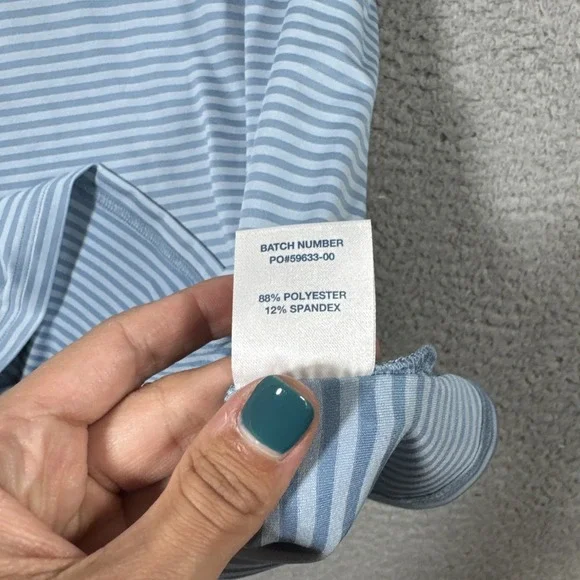 BATCH NUMBER
PO#59633-00
88% POLYESTER
12% SPANDEX